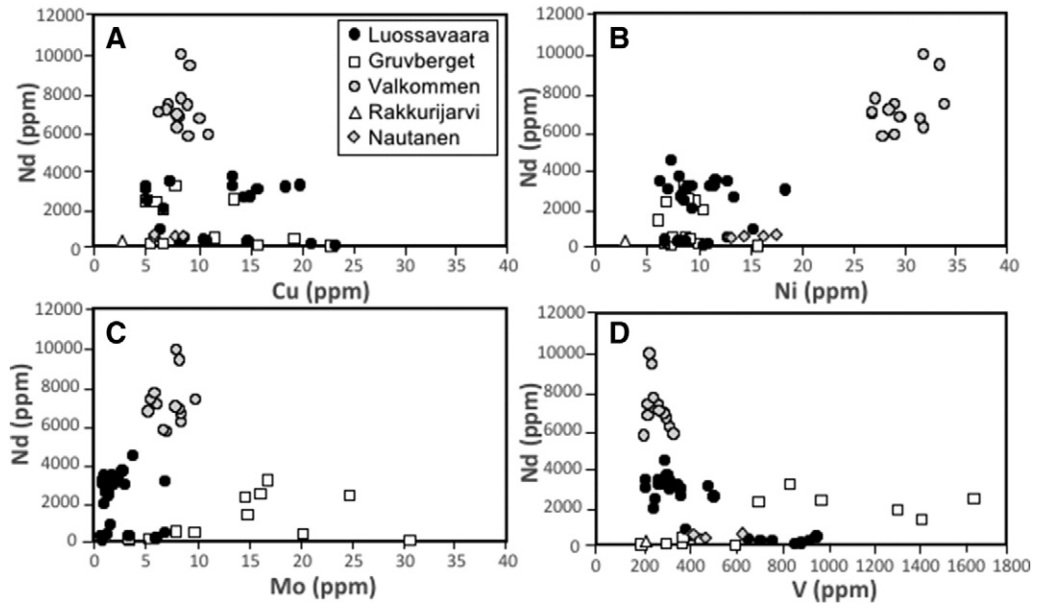 A
12000
10000
8000
6000
4000
2000
0
Nd (ppm)
0 5 10 15 20 25 30 35 40
Cu (ppm)
Luossavaara
Gruvberget
Valkommen
Rakkurijarvi
Nautanen
B
12000
10000
8000
6000
4000
2000
0
Nd (ppm)
0 5 10 15 20 25 30 35 40
Ni (ppm)
C
12000
10000
8000
6000
4000
2000
0
Nd (ppm)
0 5 10 15 20 25 30 35 40
Mo (ppm)
D
12000
10000
8000
6000
4000
2000
0
Nd (ppm)
0 200 400 600 800 1000 1200 1400 1600 1800
V (ppm)